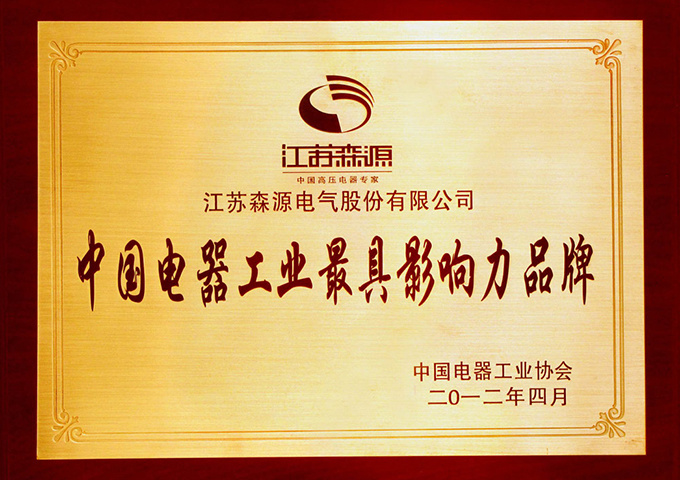 江苏森源
中国高压电器专家
江苏森源电气股份有限公司
中国电器工业最具影响力品牌
中国电器工业协会
二〇一二年四月